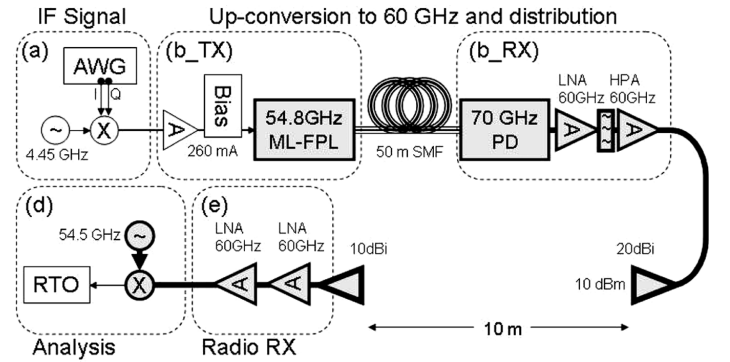 IF Signal
Up-conversion to 60 GHz and distribution
(a)
AWG
I
Q
~
X
4.45 GHz
(b_TX)
A
Bias
260 mA
54.8GHz
ML-FPL
50 m SMF
(b_RX)
70 GHz
PD
LNA
60GHz
HPA
60GHz
A
~
~
~
A
(d)
54.5 GHz
~
RTO
X
Analysis
(e)
LNA
60GHz
LNA
60GHz
A
A
Radio RX
10dBi
20dBi
10 dBm
10 m